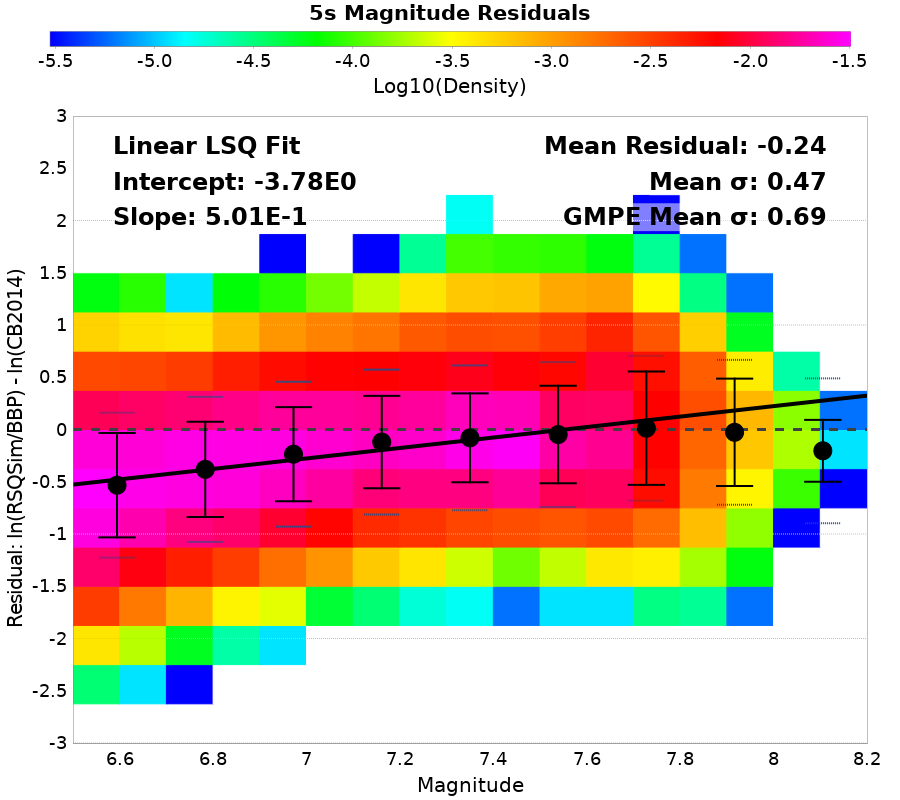 5s Magnitude Residuals
-5.5 -5.0 -4.5 -4.0 -3.5 -3.0 -2.5 -2.0 -1.5
Log10(Density)
Linear LSQ Fit
Intercept: -3.78E0
Slope: 5.01E-1
Mean Residual: -0.24
Mean σ: 0.47
GMPE Mean σ: 0.69
Residual: ln(RSQSim/BBP) - ln(CB2014)
3
2.5
2
1.5
1
0.5
0
-0.5
-1
-1.5
-2
-2.5
-3
6.6 6.8 7 7.2 7.4 7.6 7.8 8 8.2
Magnitude